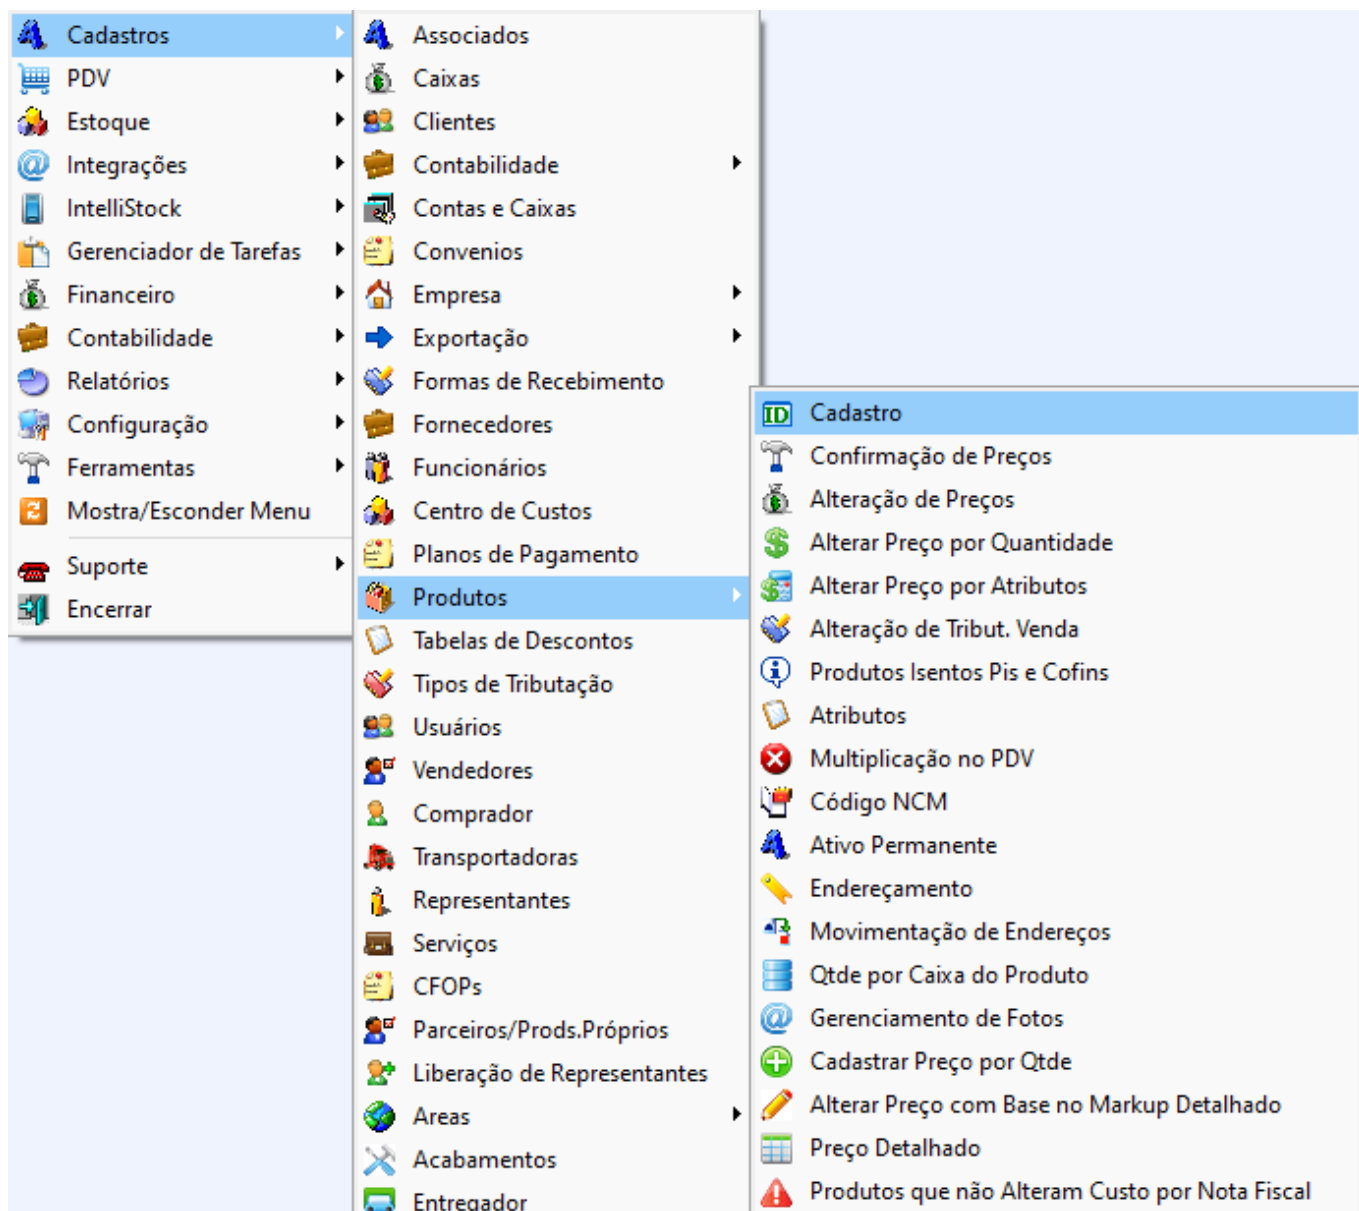 Cadastros
PDV
Estoque
Integrações
IntelliStock
Gerenciador de Tarefas
Financeiro
Contabilidade
Relatórios
Configuração
Ferramentas
Mostra/Esconder Menu
Suporte
Encerrar
Associados
Caixas
Clientes
Contabilidade
Contas e Caixas
Convenios
Empresa
Exportação
Formas de Recebimento
Fornecedores
Funcionários
Centro de Custos
Planos de Pagamento
Produtos
Tabelas de Descontos
Tipos de Tributação
Usuários
Vendedores
Comprador
Transportadoras
Representantes
Serviços
CFOPs
Parceiros/Prods.Próprios
Liberação de Representantes
Areas
Acabamentos
Entregador
ID Cadastro
Confirmação de Preços
Alteração de Preços
Alterar Preço por Quantidade
Alterar Preço por Atributos
Alteração de Tribut. Venda
Produtos Isentos Pis e Cofins
Atributos
Multiplicação no PDV
Código NCM
Ativo Permanente
Endereçamento
Movimentação de Endereços
Qtde por Caixa do Produto
Gerenciamento de Fotos
Cadastrar Preço por Qtde
Alterar Preço com Base no Markup Detalhado
Preço Detalhado
Produtos que não Alteram Custo por Nota Fiscal